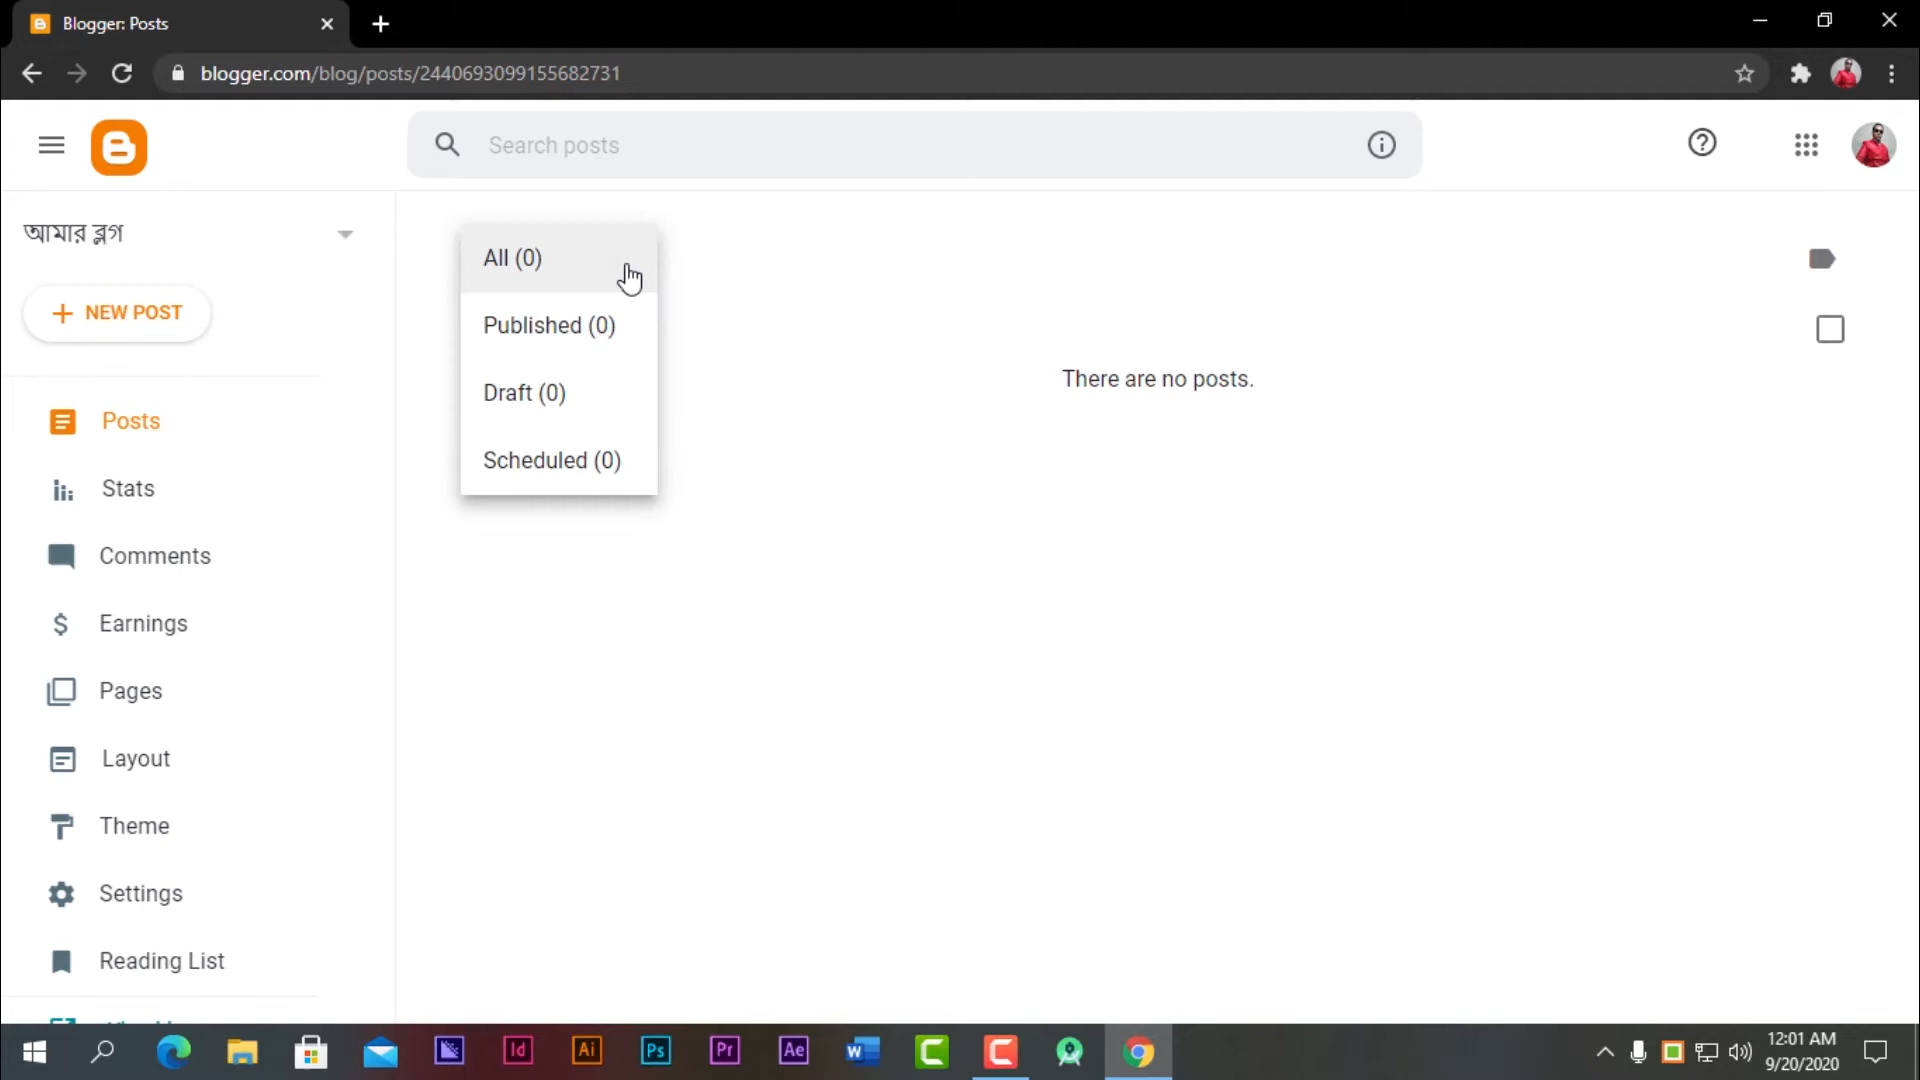 Blogger: Posts
blogger.com/blog/posts/2440693099155682731
Search posts
আমার ব্লগ
NEW POST
Posts
Stats
Comments
Earnings
Pages
Layout
Theme
Settings
Reading List
All (0)
Published (0)
Draft (0)
Scheduled (0)
There are no posts.
Id
Ai
Ps
Pr
Ae
W
12:01 AM
9/20/2020